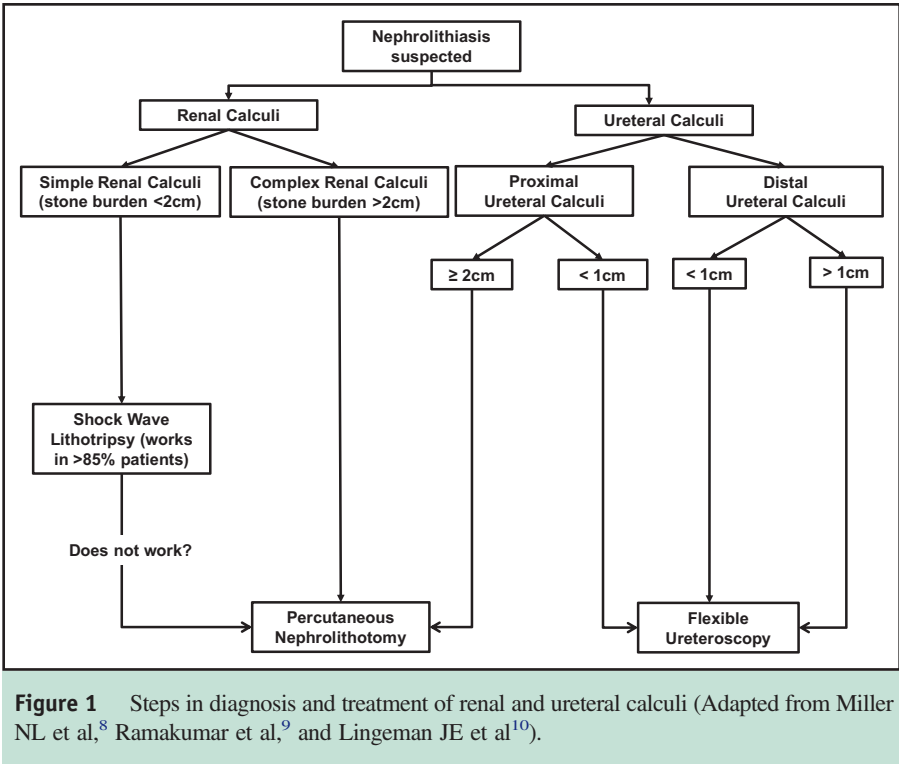 Nephrolithiasis
suspected
Renal Calculi
Ureteral Calculi
Simple Renal Calculi
(stone burden <2cm)
Complex Renal Calculi
(stone burden >2cm)
Proximal
Ureteral Calculi
Distal
Ureteral Calculi
≥ 2cm
< 1cm
< 1cm
> 1cm
Shock Wave
Lithotripsy (works
in >85% patients)
Does not work?
Percutaneous
Nephrolithotomy
Flexible
Ureteroscopy
Figure 1 Steps in diagnosis and treatment of renal and ureteral calculi (Adapted from Miller
NL et al,8 Ramakumar et al,9 and Lingeman JE et al10).